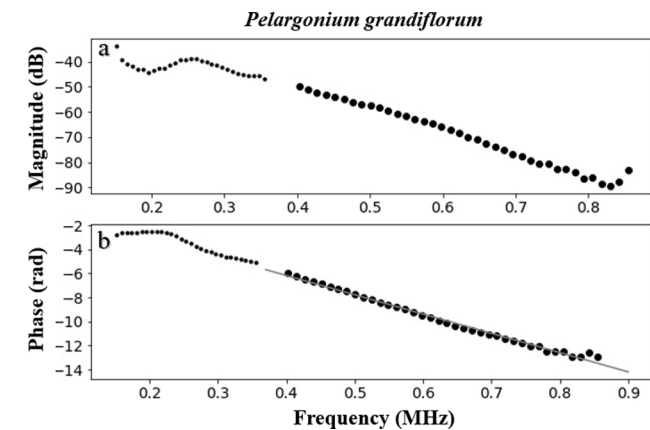 Pelargonium grandiflorum
a
Magnitude (dB)
−40
−50
−60
−70
−80
−90
0.2 0.3 0.4 0.5 0.6 0.7 0.8
b
Phase (rad)
−2
−4
−6
−8
−10
−12
−14
0.2 0.3 0.4 0.5 0.6 0.7 0.8 0.9
Frequency (MHz)